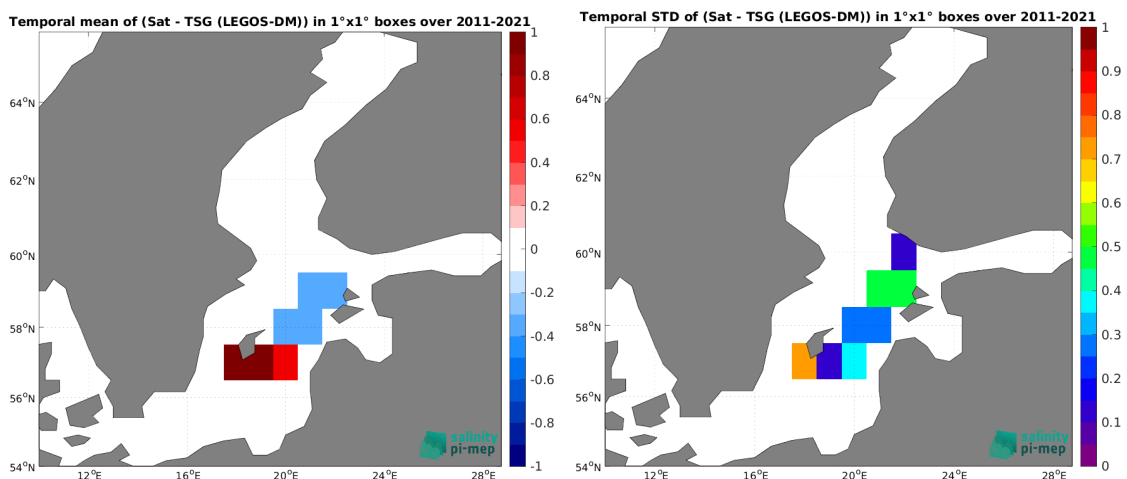 Temporal mean of (Sat - TSG (LEGOS-DM)) in 1°x1° boxes over 2011-2021
64°N
62°N
60°N
58°N
56°N
54°N
12°E
16°E
20°E
24°E
28°E
1
0.8
0.6
0.4
0.2
0
-0.2
-0.4
-0.6
-0.8
-1
salinity
pi-mep
Temporal STD of (Sat - TSG (LEGOS-DM)) in 1°x1° boxes over 2011-2021
64°N
62°N
60°N
58°N
56°N
54°N
12°E
16°E
20°E
24°E
28°E
1
0.9
0.8
0.7
0.6
0.5
0.4
0.3
0.2
0.1
0
salinity
pi-mep